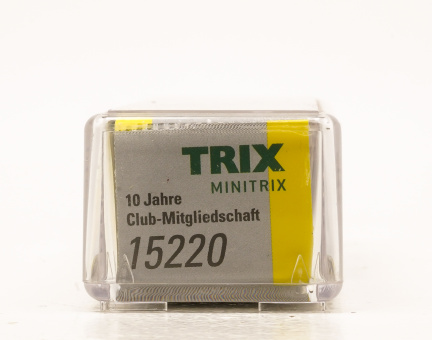 TRIX
MINITRIX
10 Jahre
Club-Mitgliedschaft
15220